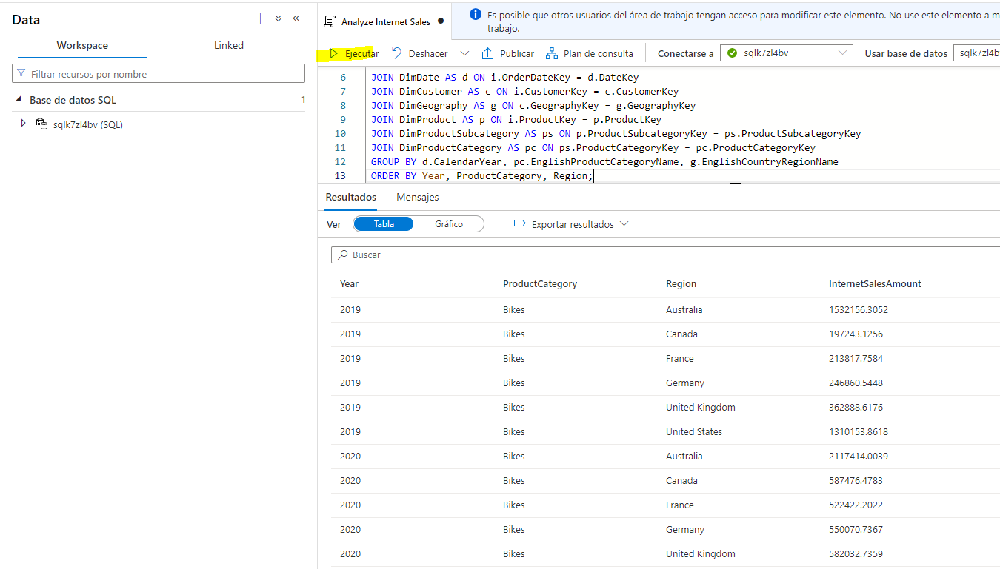 Data
Workspace
Linked
Filtrar recursos por nombre
Base de datos SQL 1
sqlk7zl4bv (SQL)
Analyze Internet Sales
Es posible que otros usuarios del área de trabajo tengan acceso para modificar este elemento. No use este elemento a m
trabajo.
Ejecutar Deshacer Publicar Plan de consulta Conectarse a sqlk7zl4bv Usar base de datos sqlk7zl4b
6 JOIN DimDate AS d ON i.OrderDateKey = d.DateKey
7 JOIN DimCustomer AS c ON i.CustomerKey = c.CustomerKey
8 JOIN DimGeography AS g ON c.GeographyKey = g.GeographyKey
9 JOIN DimProduct AS p ON i.ProductKey = p.ProductKey
10 JOIN DimProductSubcategory AS ps ON p.ProductSubcategoryKey = ps.ProductSubcategoryKey
11 JOIN DimProductCategory AS pc ON ps.ProductCategoryKey = pc.ProductCategoryKey
12 GROUP BY d.CalendarYear, pc.EnglishProductCategoryName, g.EnglishCountryRegionName
13 ORDER BY Year, ProductCategory, Region;
Resultados Mensajes
Ver Tabla Gráfico Exportar resultados
Buscar
Year ProductCategory Region InternetSalesAmount
2019 Bikes Australia 1532156.3052
2019 Bikes Canada 197243.1256
2019 Bikes France 213817.7584
2019 Bikes Germany 246860.5448
2019 Bikes United Kingdom 362888.6176
2019 Bikes United States 1310153.8618
2020 Bikes Australia 2117414.0039
2020 Bikes Canada 587476.4783
2020 Bikes France 522422.2022
2020 Bikes Germany 550070.7367
2020 Bikes United Kingdom 582032.7359